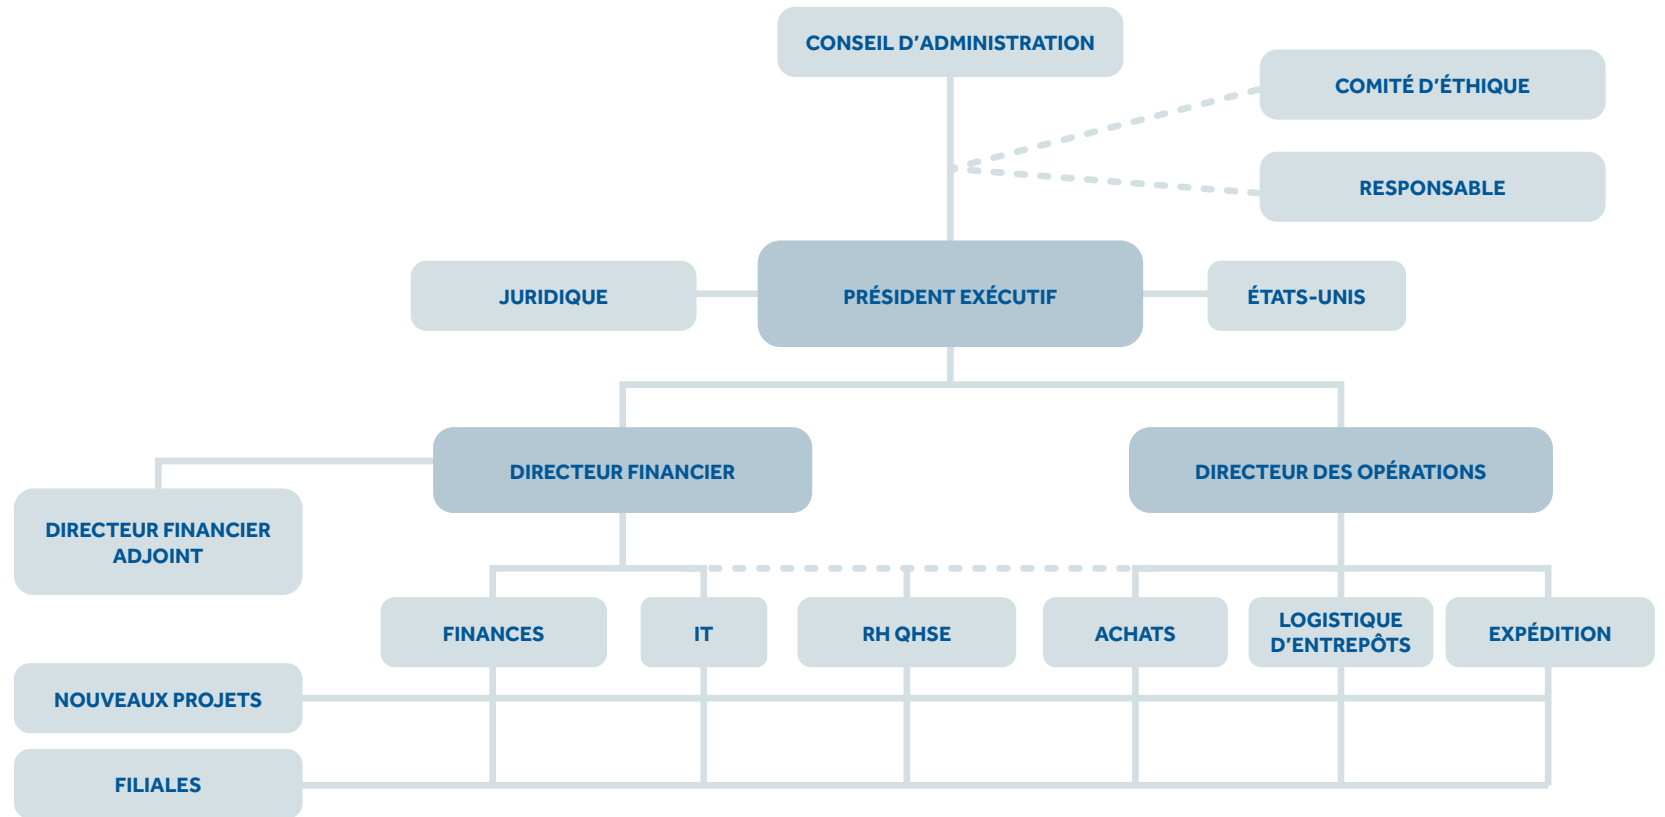 CONSEIL D’ADMINISTRATION
COMITÉ D’ÉTHIQUE
RESPONSABLE
JURIDIQUE
PRÉSIDENT EXÉCUTIF
ÉTATS-UNIS
DIRECTEUR FINANCIER
DIRECTEUR DES OPÉRATIONS
DIRECTEUR FINANCIER
ADJOINT
FINANCES
IT
RH QHSE
ACHATS
LOGISTIQUE
D’ENTREPÔTS
EXPÉDITION
NOUVEAUX PROJETS
FILIALES